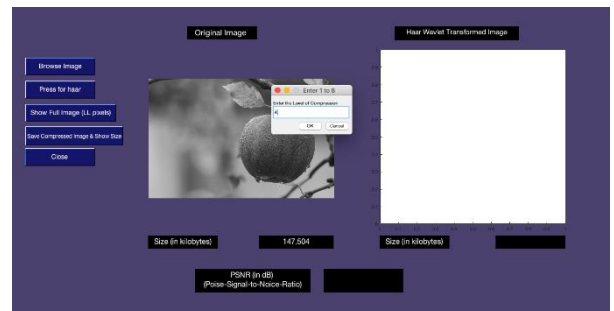 Original Image
Haar Wavlet Transformed Image
Browse Image
Press for haar
Show Full Image (LL pixels)
Save Compressed Image & Show Size
Close
Enter 1 to 8
Enter the Level of Compression
OK
Cancel
Size (in kilobytes)
147.504
Size (in kilobytes)
PSNR (in dB)
(Poise-Signal-to-Noice-Ratio)